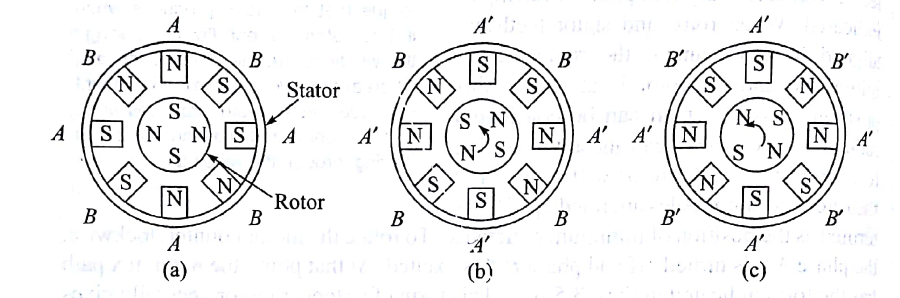 A
B B
N N S
S
A S N N S A
S
S N N
B B
A
Stator
Rotor
(a)
A′
B B
N S S
S N
A′ N N A′
N S
S S N
B B
A′
(b)
A′
B′ B′
S S N
N S
A′ N N A′
S N
N S S
B′ B′
A′
(c)